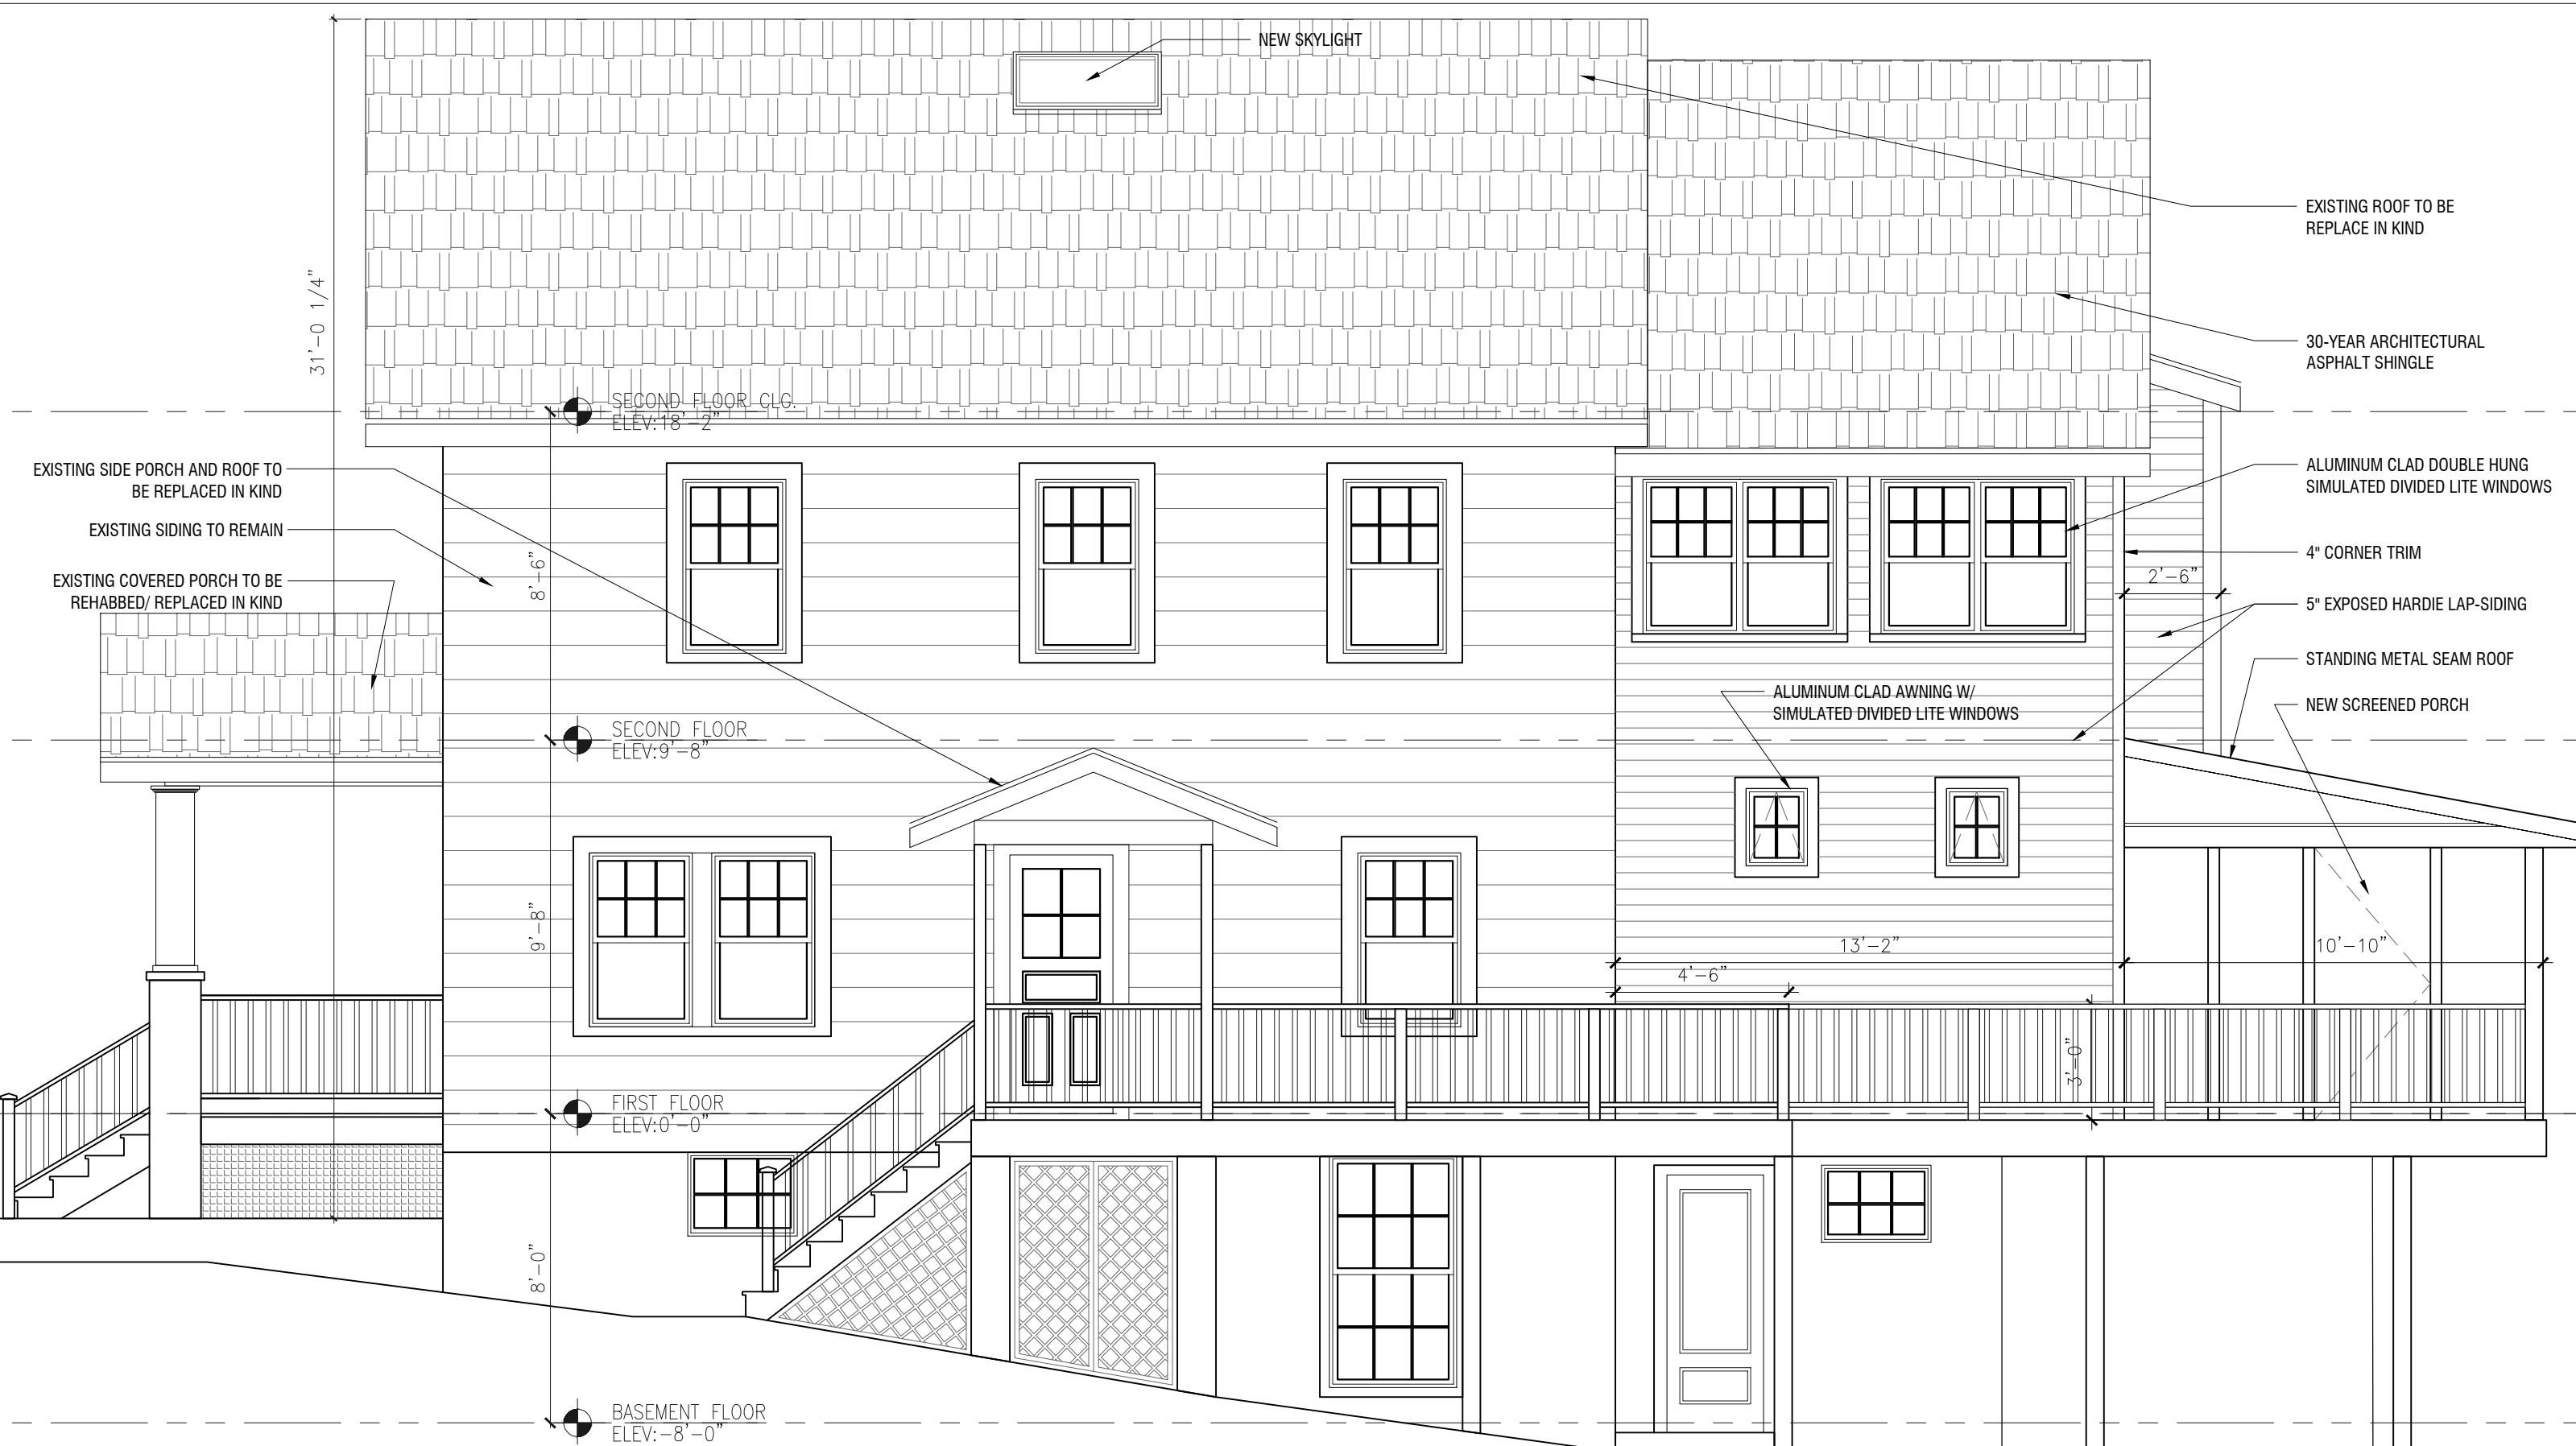 NEW SKYLIGHT
EXISTING ROOF TO BE
REPLACE IN KIND
31'-0 1/4"
30-YEAR ARCHITECTURAL
ASPHALT SHINGLE
SECOND FLOOR CLG.
ELEV:18'-2"
EXISTING SIDE PORCH AND ROOF TO
BE REPLACED IN KIND
ALUMINUM CLAD DOUBLE HUNG
SIMULATED DIVIDED LITE WINDOWS
EXISTING SIDING TO REMAIN
4" CORNER TRIM
8'-6"
2'-6"
EXISTING COVERED PORCH TO BE
REHABBED/ REPLACED IN KIND
5" EXPOSED HARDIE LAP-SIDING
STANDING METAL SEAM ROOF
ALUMINUM CLAD AWNING W/
SIMULATED DIVIDED LITE WINDOWS
NEW SCREENED PORCH
SECOND FLOOR
ELEV:9'-8"
9'-8"
13'-2"
10'-10"
4'-6"
3'-0"
FIRST FLOOR
ELEV:0'-0"
8'-0"
BASEMENT FLOOR
ELEV:-8'-0"